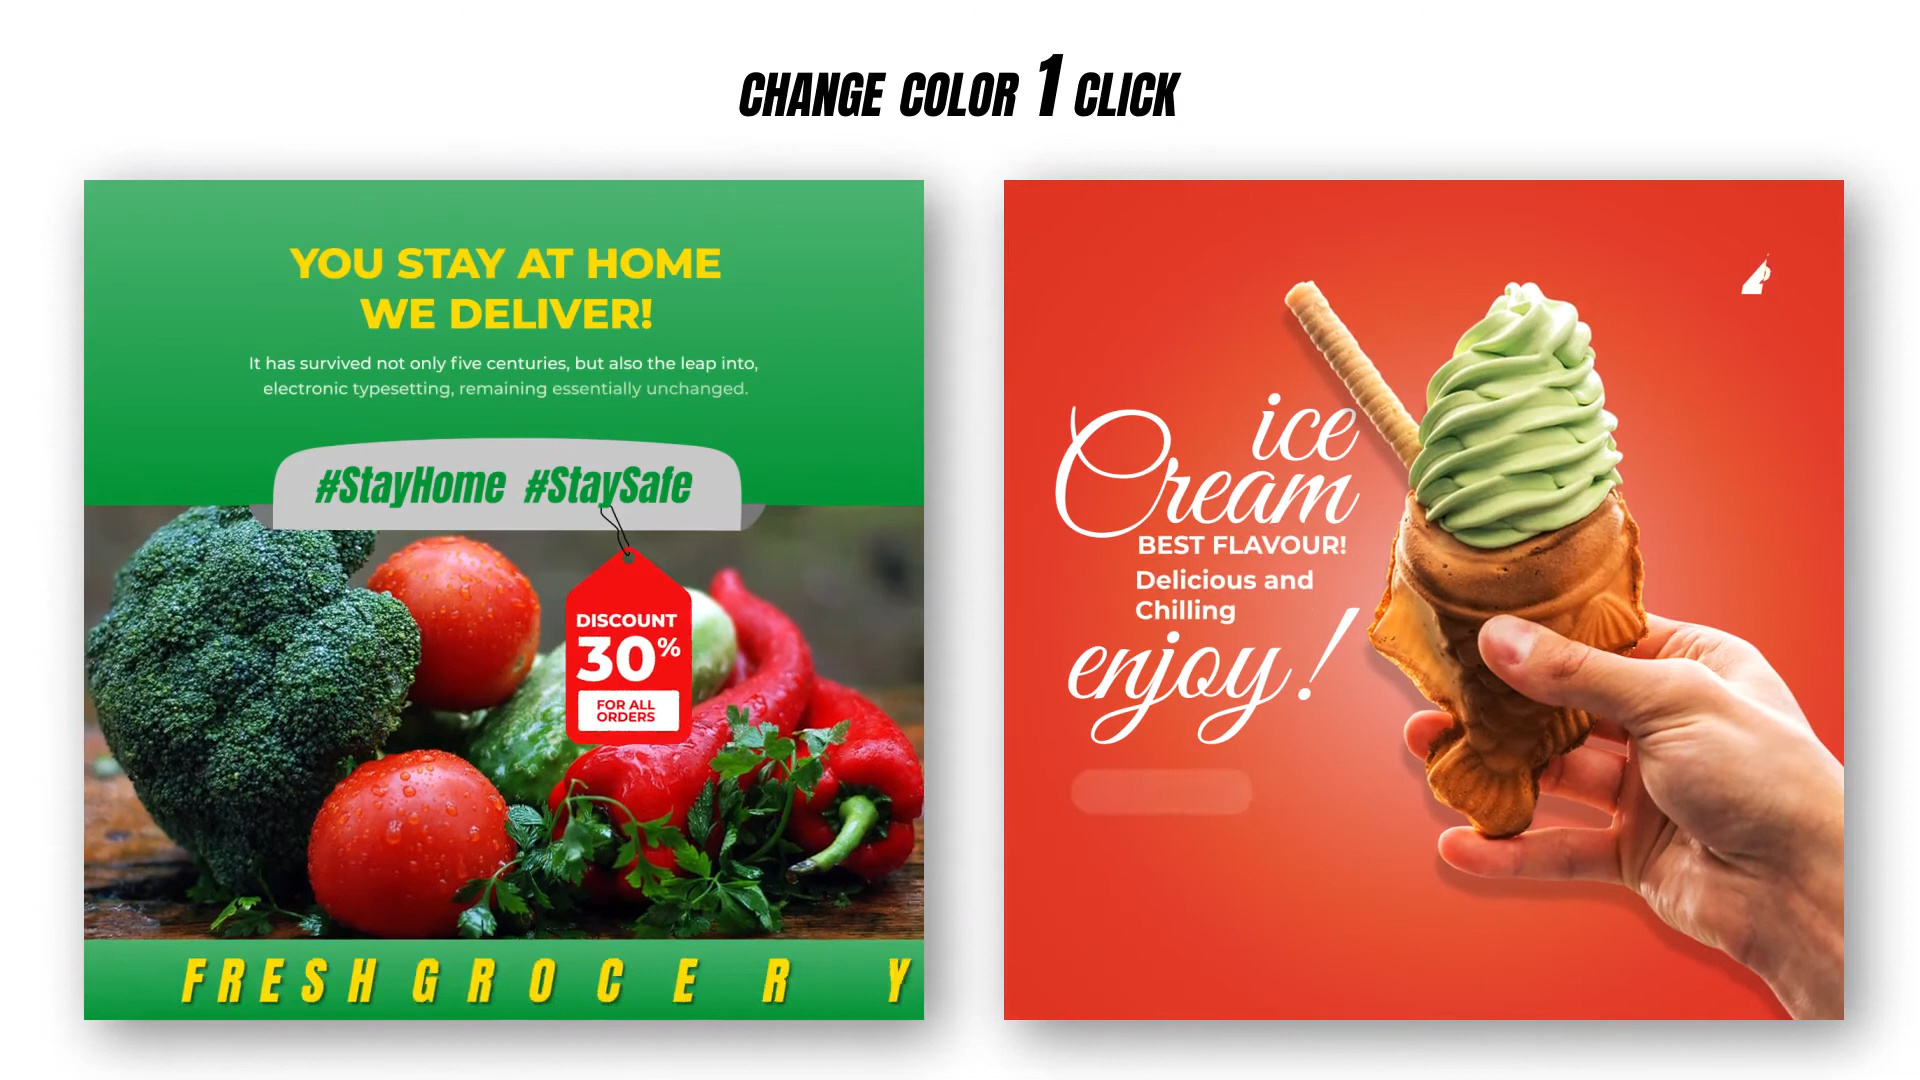 CHANGE COLOR 1 CLICK
YOU STAY AT HOME
WE DELIVER!
It has survived not only five centuries, but also the leap into,
electronic typesetting, remaining essentially unchanged.
#StayHome #StaySafe
DISCOUNT
30%
FOR ALL
ORDERS
FRESH GROCERY
ice
Cream
BEST FLAVOUR!
Delicious and
Chilling
enjoy!